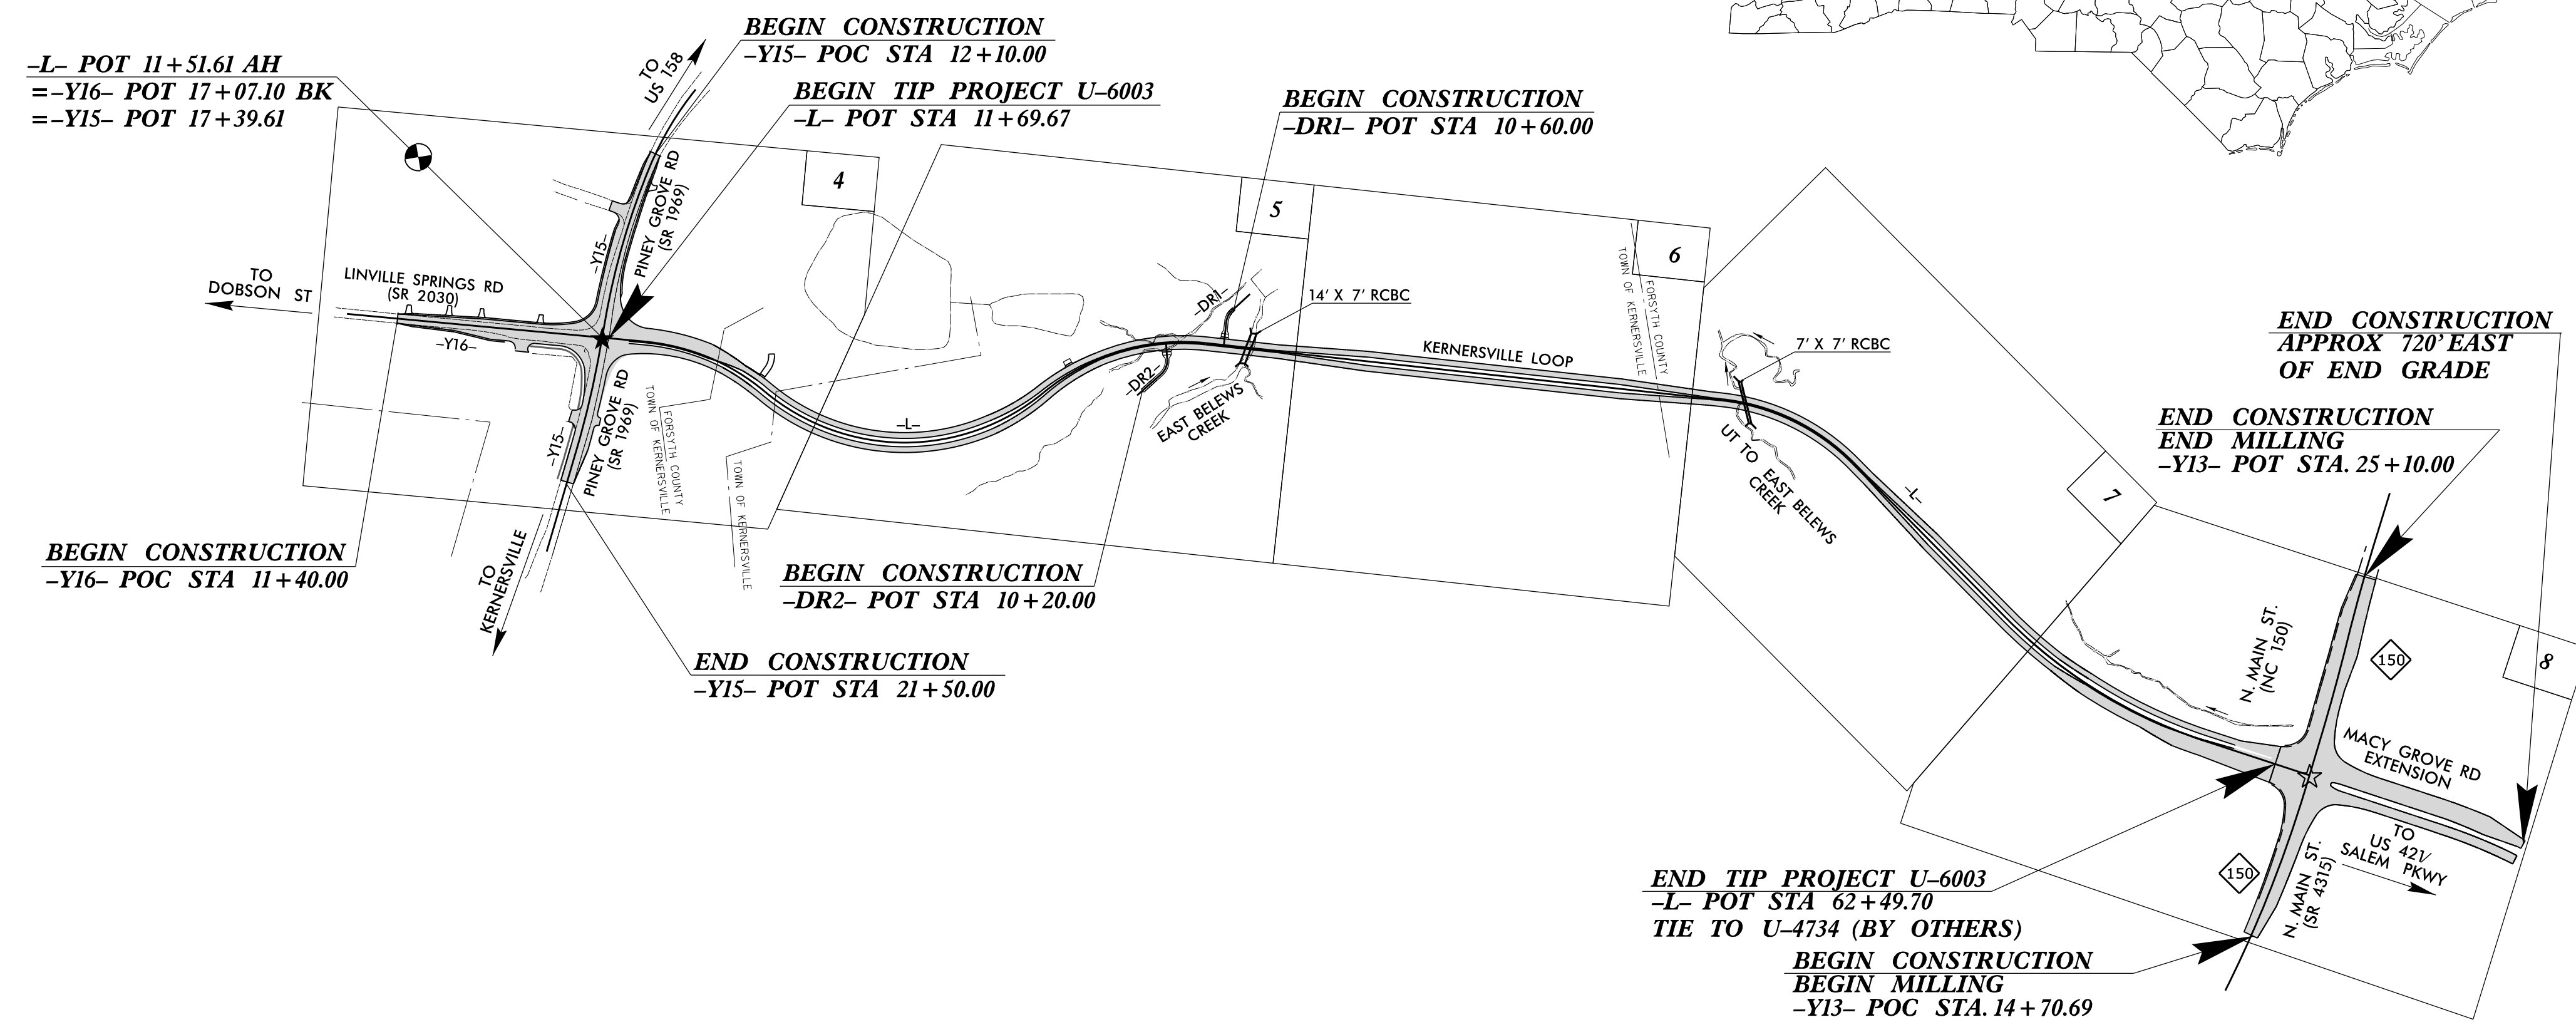 BEGIN CONSTRUCTION
-Y15- POC STA 12+10.00
-L- POT 11+51.61 AH
=-Y16- POT 17+07.10 BK
=-Y15- POT 17+39.61
TO
US 158
BEGIN TIP PROJECT U-6003
-L- POT STA 11+69.67
BEGIN CONSTRUCTION
-DR1- POT STA 10+60.00
4
5
6
7
8
PINEY GROVE RD
(SR 1969)
-Y15-
TO
DOBSON ST
LINVILLE SPRINGS RD
(SR 2030)
-Y16-
PINEY GROVE RD
(SR 1969)
-Y15-
FORSYTH COUNTY
TOWN OF KERNERSVILLE
TOWN OF KERNERSVILLE
-L-
-DR1-
14' X 7' RCBC
-DR2-
EAST BELEWS
CREEK
KERNERSVILLE LOOP
FORSYTH COUNTY
TOWN OF KERNERSVILLE
7' X 7' RCBC
UT TO EAST BELEWS
CREEK
-L-
END CONSTRUCTION
APPROX 720' EAST
OF END GRADE
END CONSTRUCTION
END MILLING
-Y13- POT STA. 25+10.00
BEGIN CONSTRUCTION
-Y16- POC STA 11+40.00
TO
KERNERSVILLE
BEGIN CONSTRUCTION
-DR2- POT STA 10+20.00
END CONSTRUCTION
-Y15- POT STA 21+50.00
N. MAIN ST.
(NC 150)
150
MACY GROVE RD
EXTENSION
TO
US 421/
SALEM PKWY
150
N. MAIN ST.
(SR 4315)
END TIP PROJECT U-6003
-L- POT STA 62+49.70
TIE TO U-4734 (BY OTHERS)
BEGIN CONSTRUCTION
BEGIN MILLING
-Y13- POC STA. 14+70.69